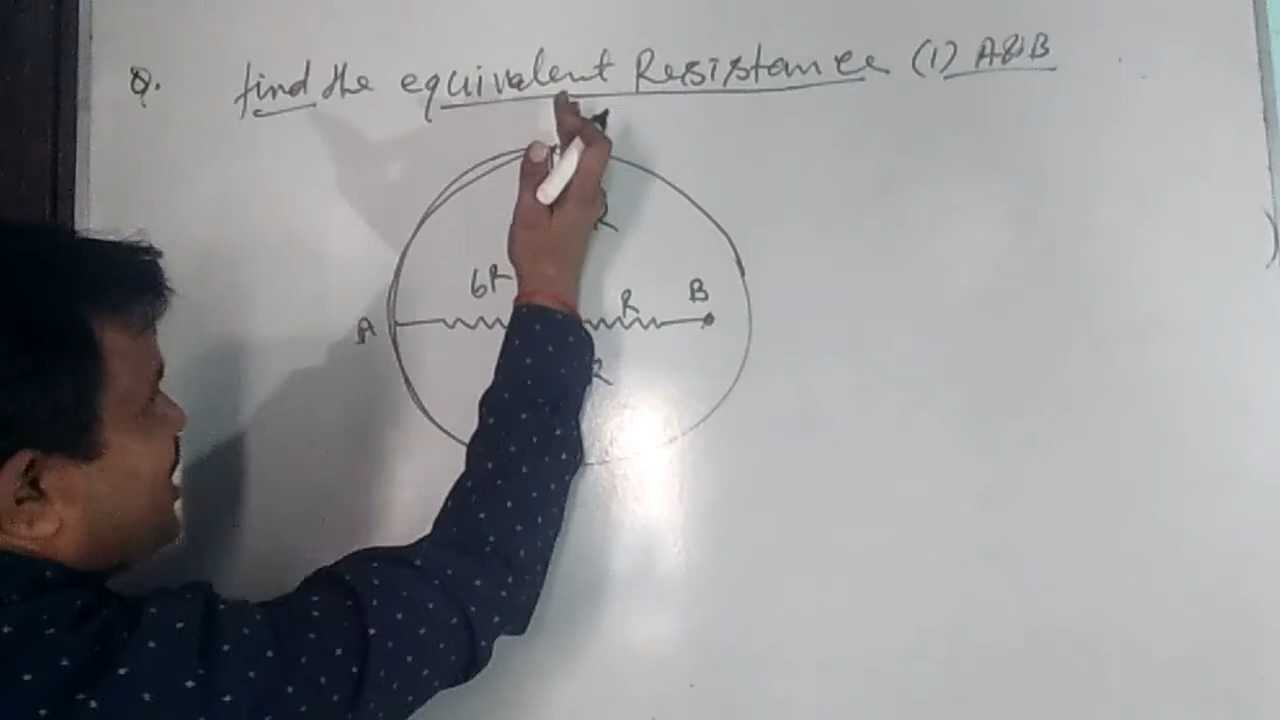 Q. find the equivalent Resistance (1) A&B
R
6R R B
A
R